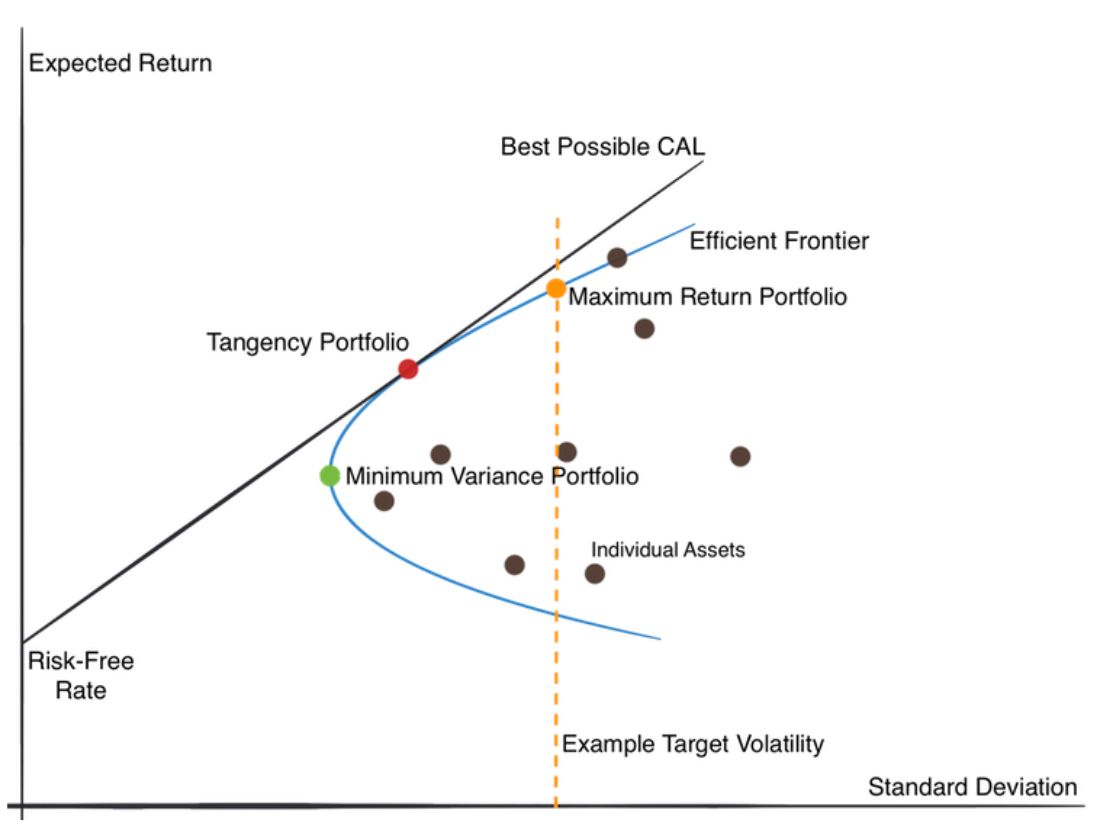 Expected Return
Best Possible CAL
Efficient Frontier
Maximum Return Portfolio
Tangency Portfolio
Minimum Variance Portfolio
Individual Assets
Risk-Free
Rate
Example Target Volatility
Standard Deviation